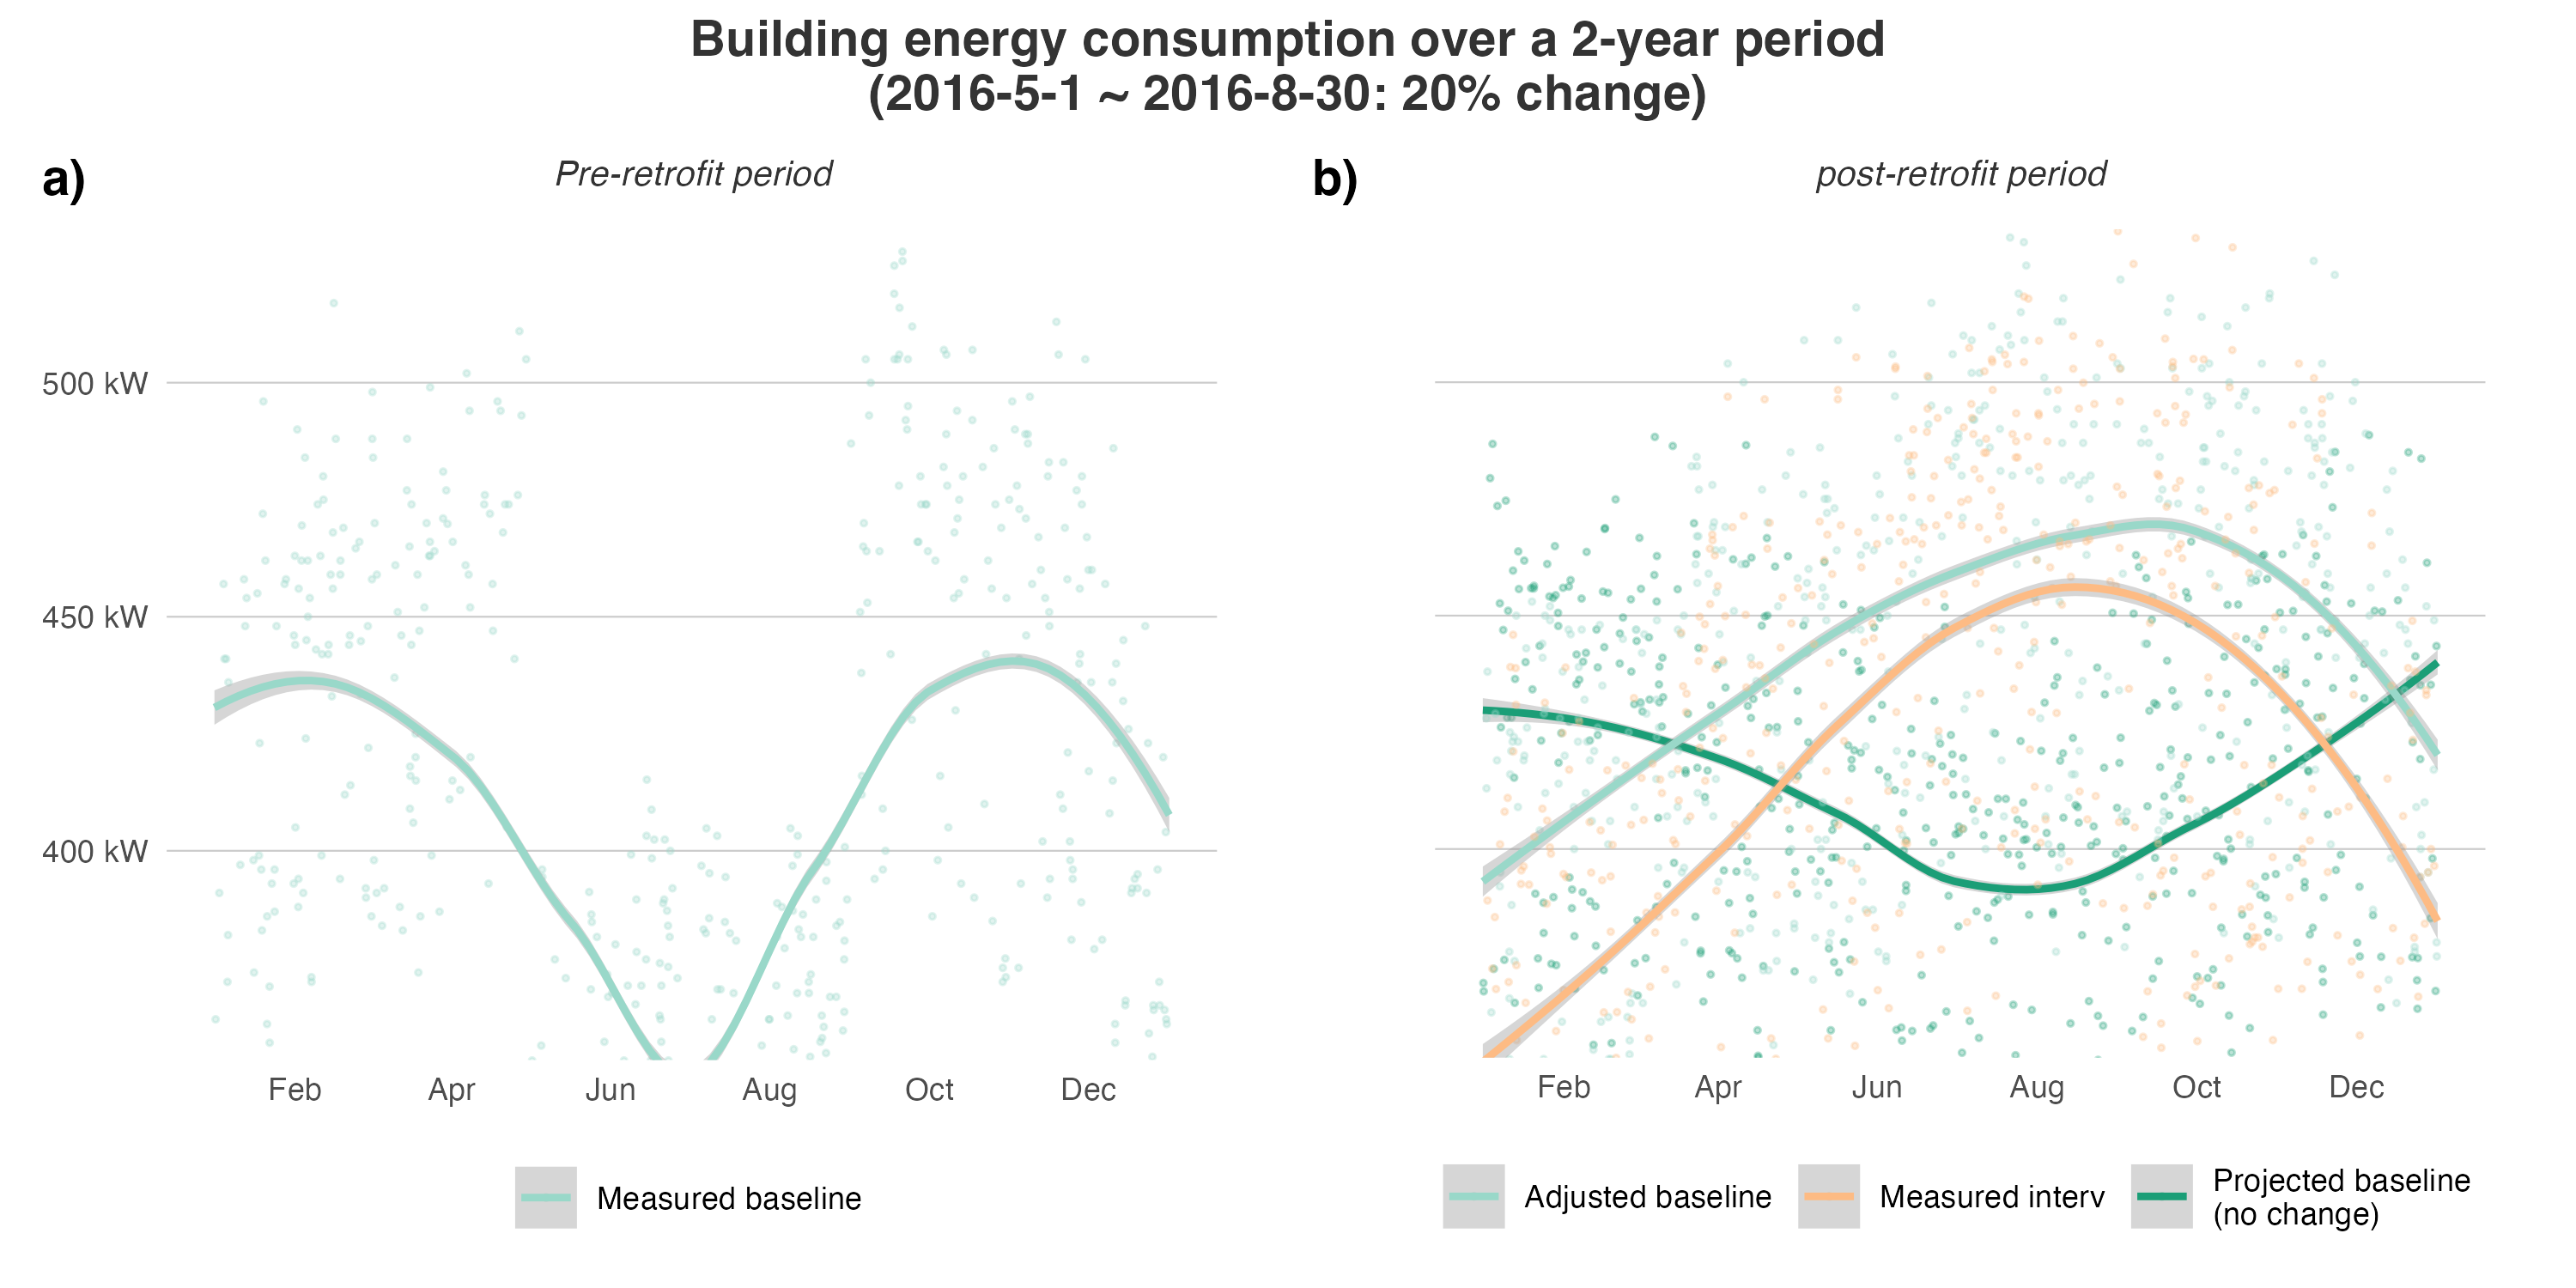 Building energy consumption over a 2-year period
(2016-5-1 ~ 2016-8-30: 20% change)
a)
Pre-retrofit period
500 kW
450 kW
400 kW
Feb Apr Jun Aug Oct Dec
Measured baseline
b)
post-retrofit period
Feb Apr Jun Aug Oct Dec
Adjusted baseline
Measured interv
Projected baseline
(no change)